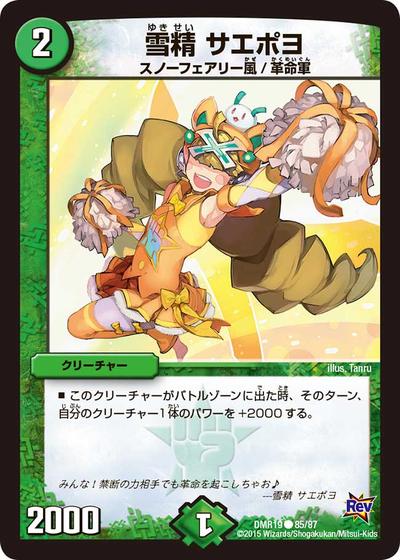 2
ゆきせい
雪精 サエポヨ
かぜ かくめいぐん
スノーフェアリー風 / 革命軍
illus. Tanru
クリーチャー
■ このクリーチャーがバトルゾーンに出た時、そのターン、
自分のクリーチャー1体のパワーを +2000 する。
みんな!禁断の力相手でも革命を起こしちゃお♪
---雪精 サエポヨ
Rev
2000
1
DMR19 ● 85/87
©2015 Wizards/Shogakukan/Mitsui-Kids